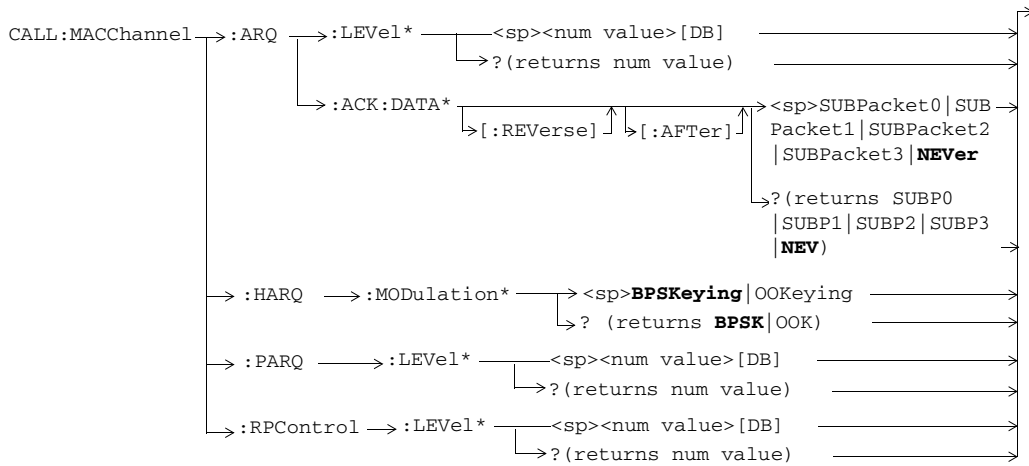 CALL:MACChannel :ARQ :LEVel* <sp><num value>[DB]
?(returns num value)
:ACK:DATA* [:REVerse] [:AFTer] <sp>SUBPacket0|SUB
Packet1|SUBPacket2
|SUBPacket3|NEVer
?(returns SUBP0
|SUBP1|SUBP2|SUBP3
|NEV)
:HARQ :MODulation* <sp>BPSKeying|OOKeying
? (returns BPSK|OOK)
:PARQ :LEVel* <sp><num value>[DB]
?(returns num value)
:RPControl :LEVel* <sp><num value>[DB]
?(returns num value)